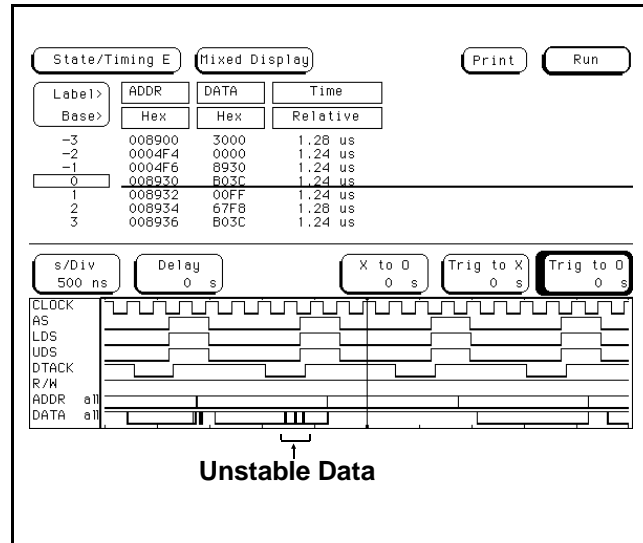 State/Timing E Mixed Display Print Run
Label> ADDR DATA Time
Base> Hex Hex Relative
-3 008900 3000 1.28 us
-2 0004F4 0000 1.24 us
-1 0004F6 8930 1.24 us
0 008930 B03C 1.24 us
1 008932 00FF 1.24 us
2 008934 67F8 1.28 us
3 008936 B03C 1.24 us
s/Div Delay X to O Trig to X Trig to O
500 ns 0 s 0 s 0 s 0 s
CLOCK
AS
LDS
UDS
DTACK
R/W
ADDR all
DATA all
Unstable Data